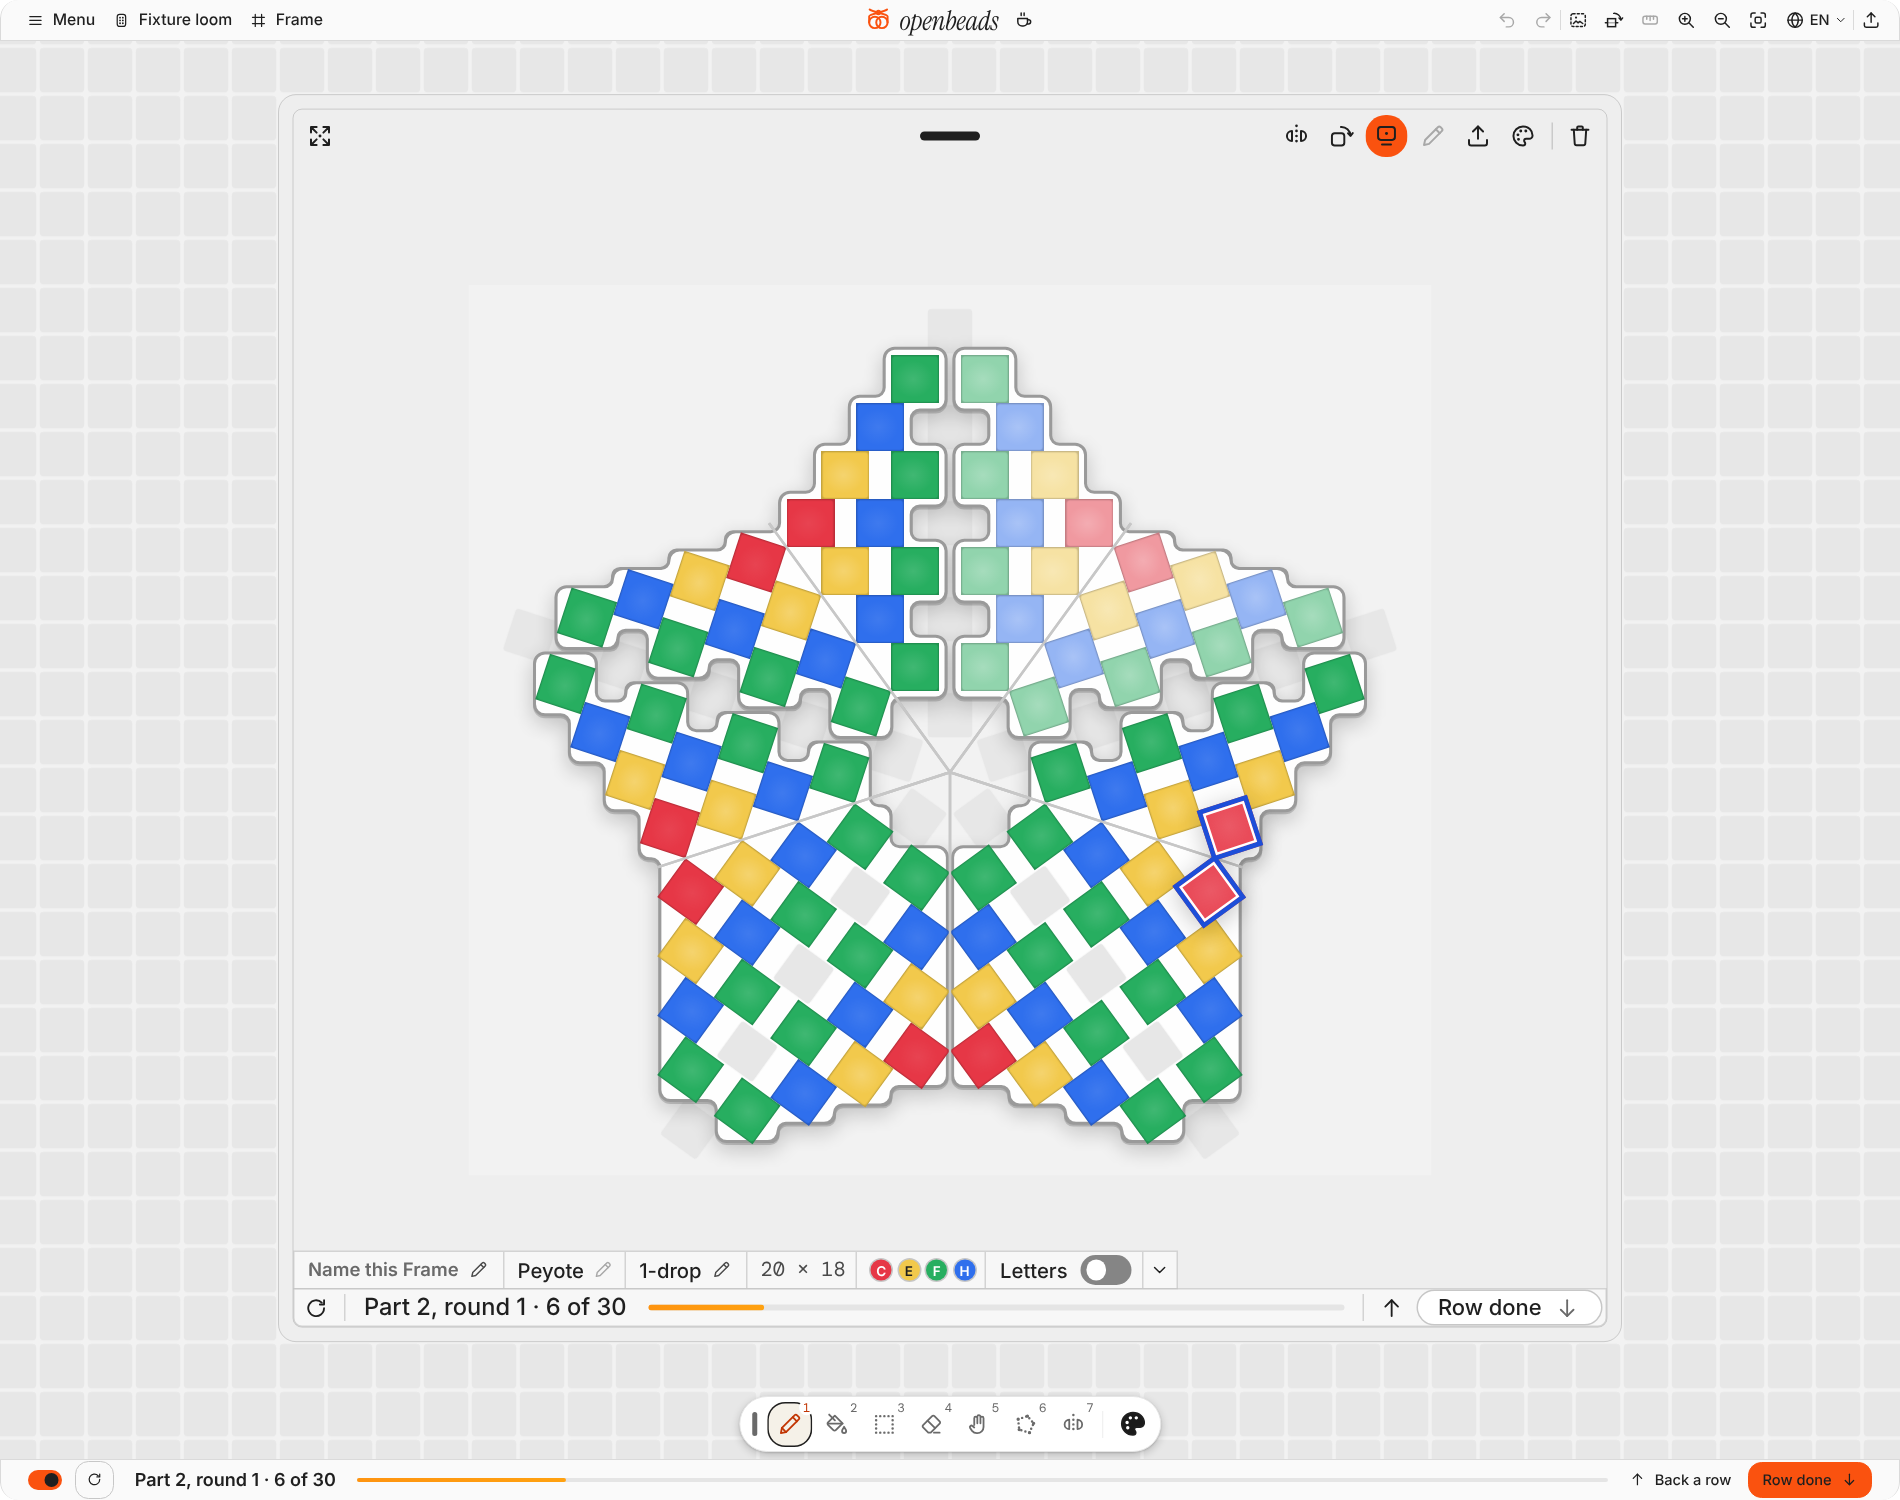 Menu Fixture loom Frame openbeads EN
Name this Frame Peyote 1-drop 20 × 18 C E F H Letters
Part 2, round 1 · 6 of 30 Row done
1 2 3 4 5 6 7
Part 2, round 1 · 6 of 30 Back a row Row done